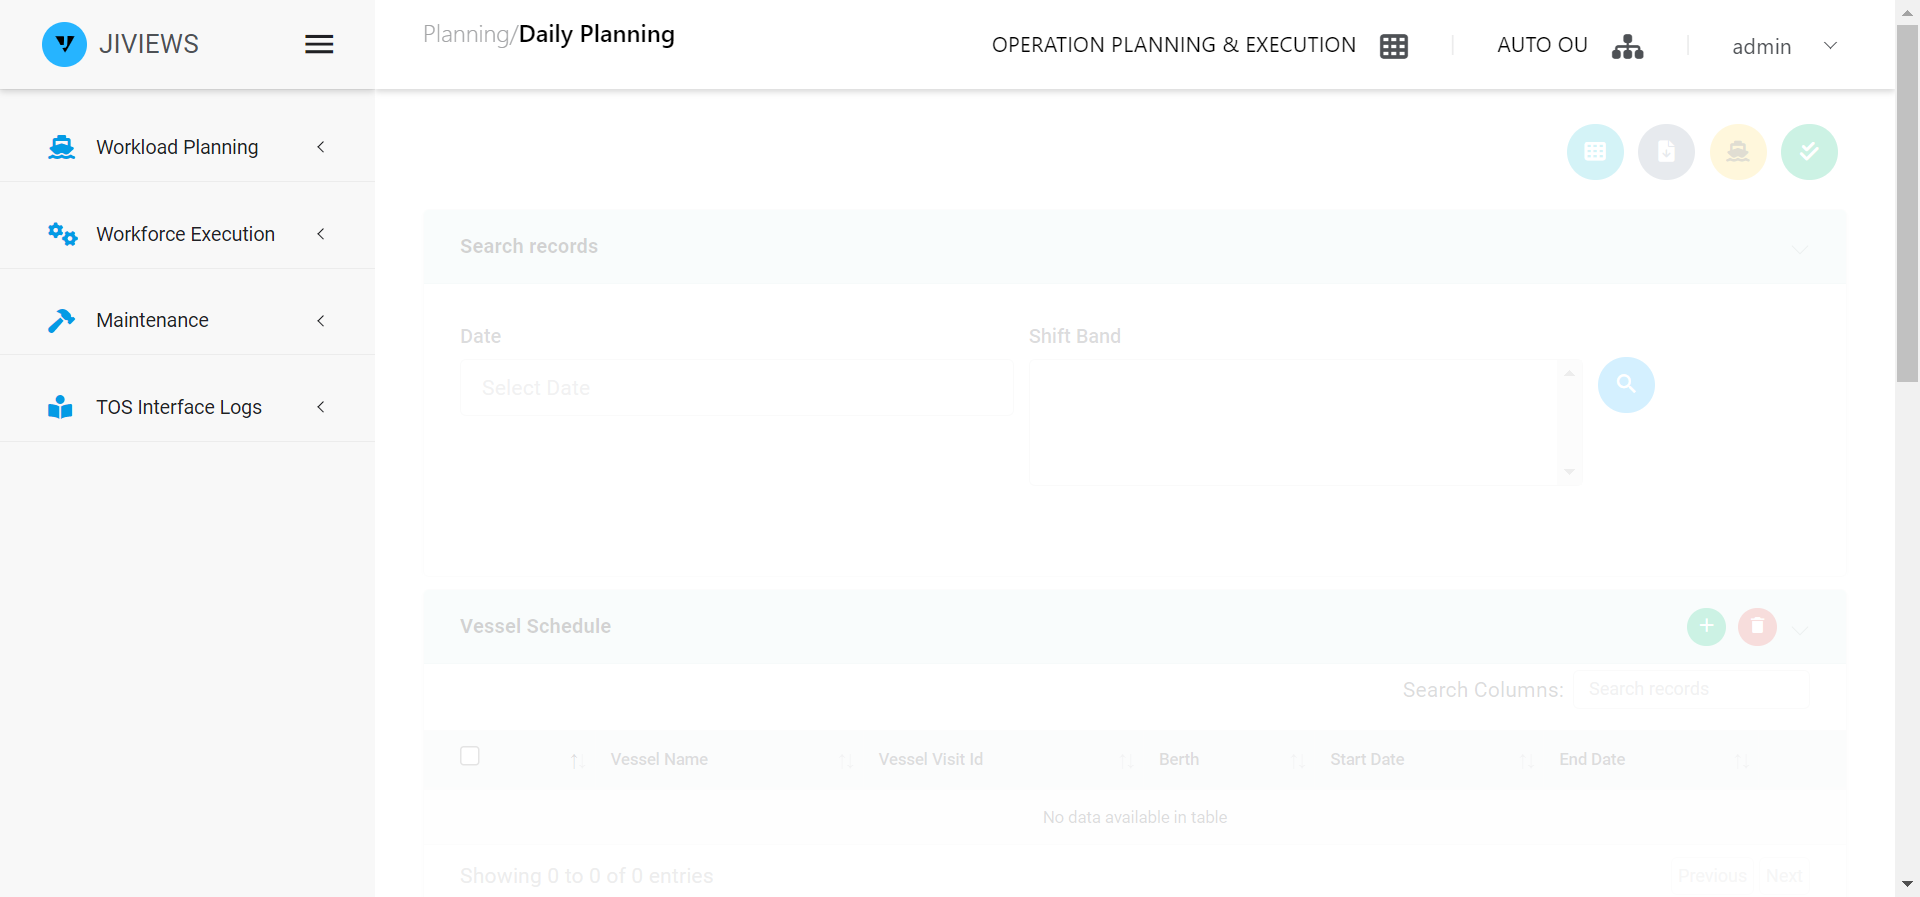 JIVIEWS
Planning/Daily Planning
OPERATION PLANNING & EXECUTION
AUTO OU
admin
Workload Planning
Workforce Execution
Maintenance
TOS Interface Logs
Search records
Date
Shift Band
Select Date
Vessel Schedule
Search Columns:
Search records
Vessel Name
Vessel Visit Id
Berth
Start Date
End Date
No data available in table
Showing 0 to 0 of 0 entries
Previous
Next